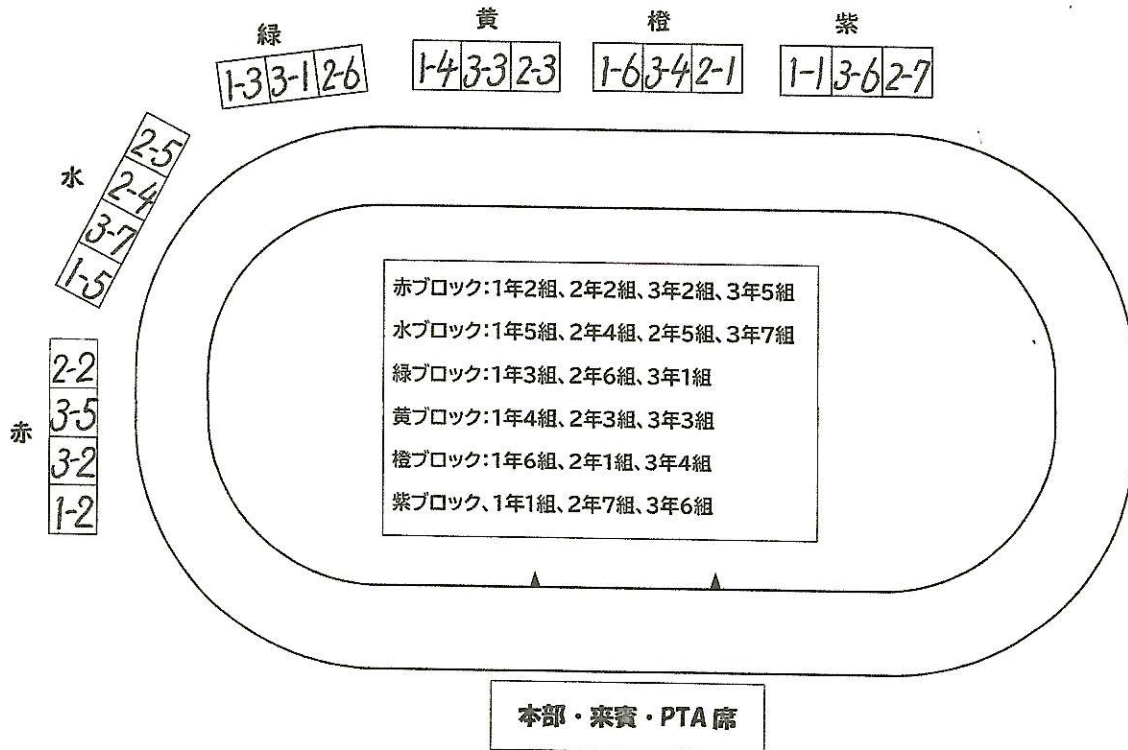 緑
黄
橙
紫
1-3 3-1 2-6
1-4 3-3 2-3
1-6 3-4 2-1
1-1 3-6 2-7
水
2-5
2-4
3-7
1-5
赤
2-2
3-5
3-2
1-2
赤ブロック:1年2組、2年2組、3年2組、3年5組
水ブロック:1年5組、2年4組、2年5組、3年7組
緑ブロック:1年3組、2年6組、3年1組
黄ブロック:1年4組、2年3組、3年3組
橙ブロック:1年6組、2年1組、3年4組
紫ブロック、1年1組、2年7組、3年6組
本部・来賓・PTA席